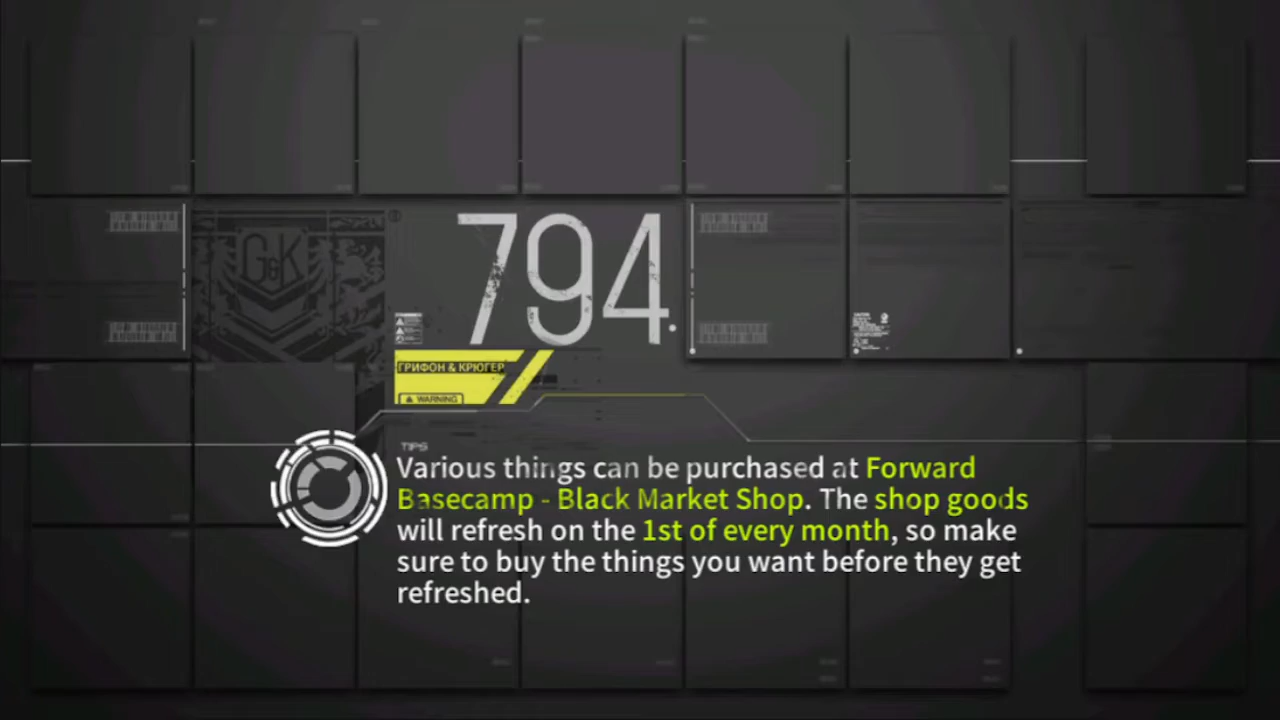 G&K
794.
ГРИФОН & КРЮГЕР
WARNING
TIPS
Various things can be purchased at Forward
Basecamp - Black Market Shop. The shop goods
will refresh on the 1st of every month, so make
sure to buy the things you want before they get
refreshed.